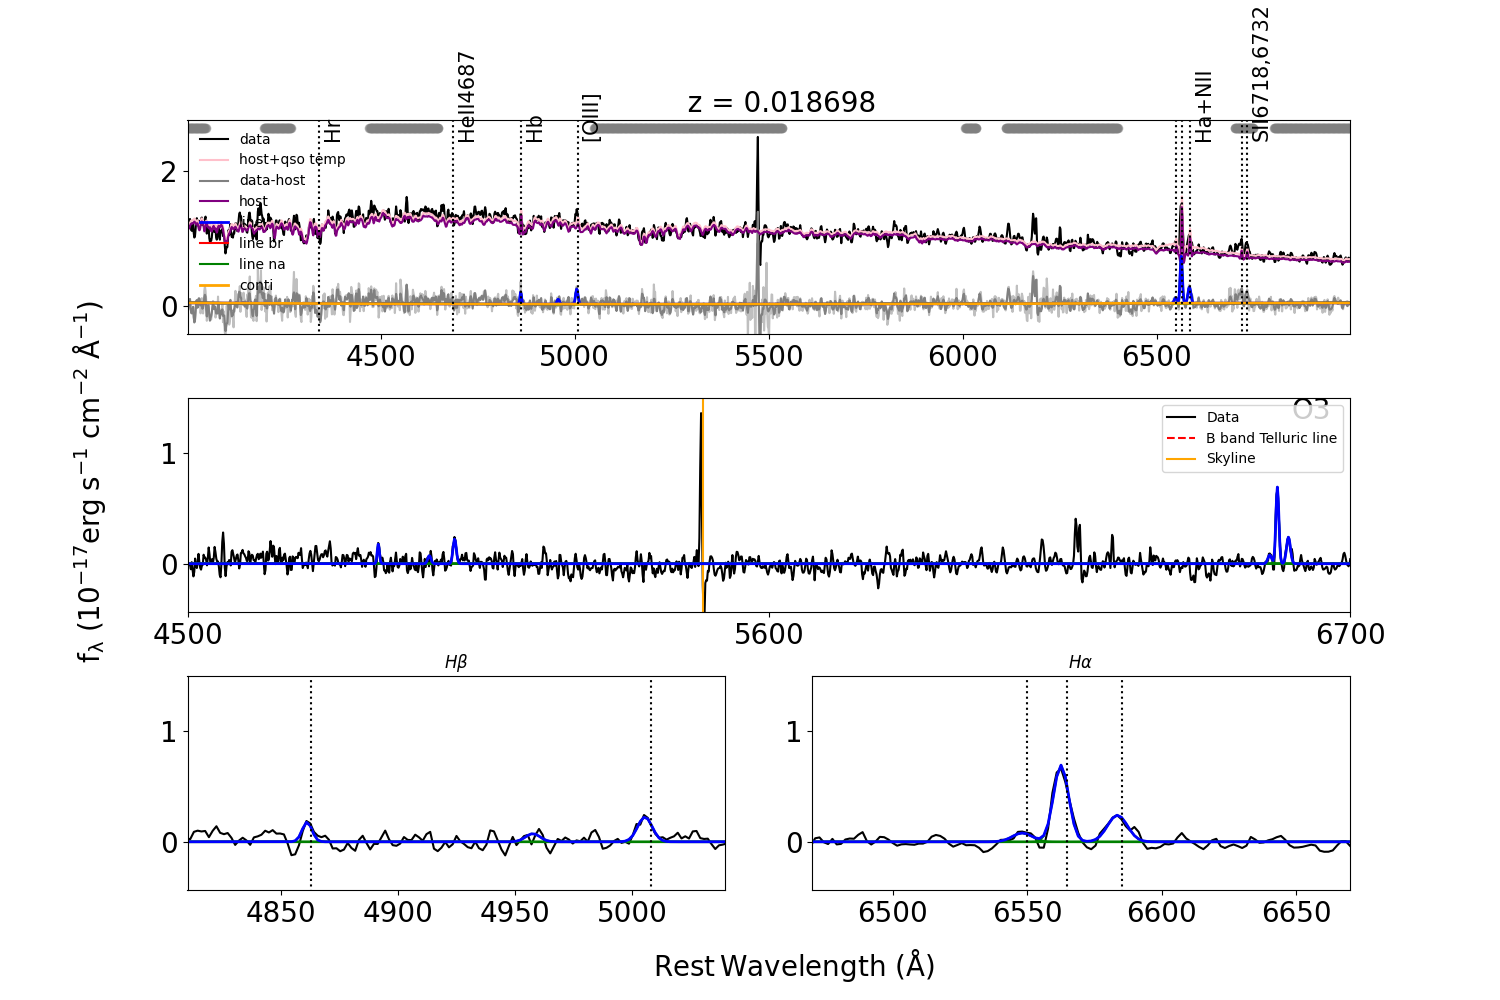 z = 0.018698
Hr
HeII4687
Hb
[OIII]
Ha+NII
SII6718,6732
data
host+qso temp
data-host
host
line br
line na
conti
2
0
4500 5000 5500 6000 6500
fλ (10⁻¹⁷erg s⁻¹ cm⁻² Å⁻¹)
O3
Data
B band Telluric line
Skyline
1
0
4500 5600 6700
Hβ
1
0
4850 4900 4950 5000
Hα
1
0
6500 6550 6600 6650
Rest Wavelength (Å)